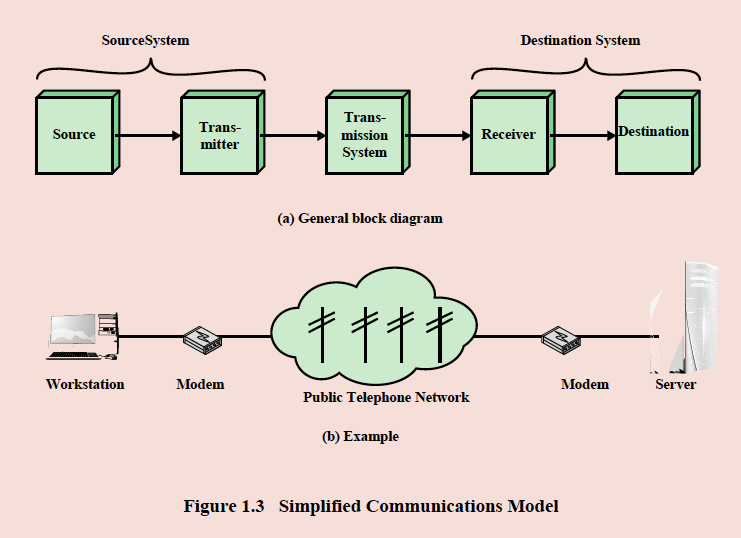 SourceSystem
Destination System
Source
Trans-
mitter
Trans-
mission
System
Receiver
Destination
(a) General block diagram
Workstation
Modem
Public Telephone Network
Modem
Server
(b) Example
Figure 1.3 Simplified Communications Model